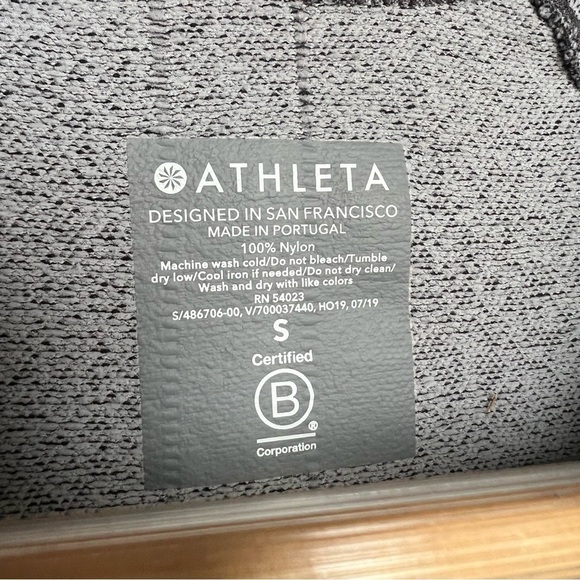 ATHLETA
DESIGNED IN SAN FRANCISCO
MADE IN PORTUGAL
100% Nylon
Machine wash cold/Do not bleach/Tumble
dry low/Cool iron if needed/Do not dry clean/
Wash and dry with like colors
RN 54023
S/486706-00, V/700037440, HO19, 07/19
S
Certified
B
®
Corporation